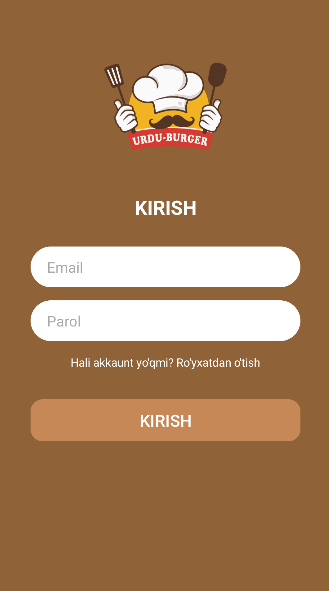 URDU-BURGER
KIRISH
Email
Parol
Hali akkaunt yo'qmi? Ro'yxatdan o'tish
KIRISH